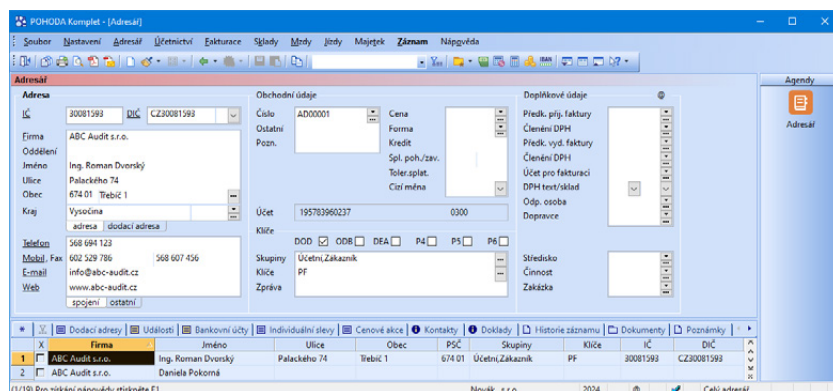 POHODA Komplet - [Adresář]
Soubor Nastavení Adresář Účetnictví Fakturace Sklady Mzdy Jízdy Majetek Záznam Nápověda
Adresář
Agendy
Adresář
Adresa
IČ 30081593 DIČ CZ30081593
Firma ABC Audit s.r.o.
Oddělení
Jméno Ing. Roman Dvorský
Ulice Palackého 74
Obec 674 01 Třebíč 1
Kraj Vysočina
adresa dodací adresa
Telefon 568 694 123
Mobil, Fax 602 529 786 568 607 456
E-mail info@abc-audit.cz
Web www.abc-audit.cz
spojení ostatní
Obchodní údaje
Číslo AD00001 Cena
Ostatní Forma
Pozn. Kredit
Spl. poh./zav.
Toler.splat.
Cizí měna
Účet 195783960237 0300
Klíče
DOD ODB DEA P4 P5 P6
Skupiny Účetní,Zákazník
Klíče PF
Zpráva
Doplňkové údaje
Předk. přij. faktury
Členění DPH
Předk. vyd. faktury
Členění DPH
Účet pro fakturaci
DPH text/sklad
Odp. osoba
Dopravce
Středisko
Činnost
Zakázka
* Dodací adresy Události Bankovní účty Individuální slevy Cenové akce Kontakty Doklady Historie záznamu Dokumenty Poznámky
X Firma Jméno Ulice Obec PSČ Skupiny Klíče IČ DIČ
1 ABC Audit s.r.o. Ing. Roman Dvorský Palackého 74 Třebíč 1 674 01 Účetní,Zákazník PF 30081593 CZ30081593
2 ABC Audit s.r.o. Daniela Pokorná
(1/19) Pro získání nápovědy stiskněte F1. Novák s.r.o. 2024 @ Celý adresář